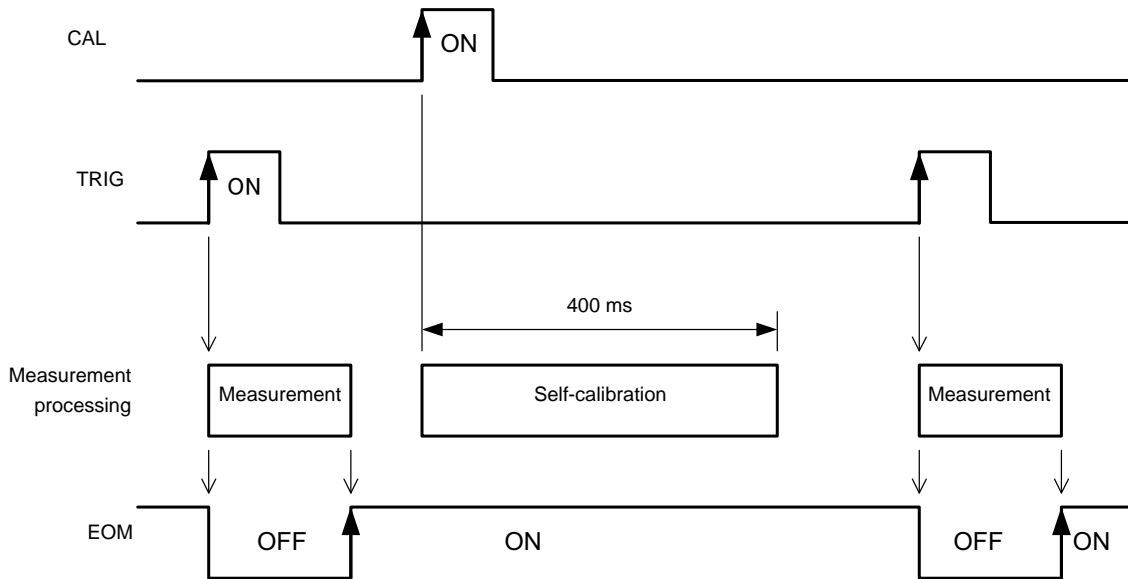 CAL
ON
TRIG
ON
400 ms
Measurement
processing
Measurement
Self-calibration
Measurement
EOM
OFF
ON
OFF
ON